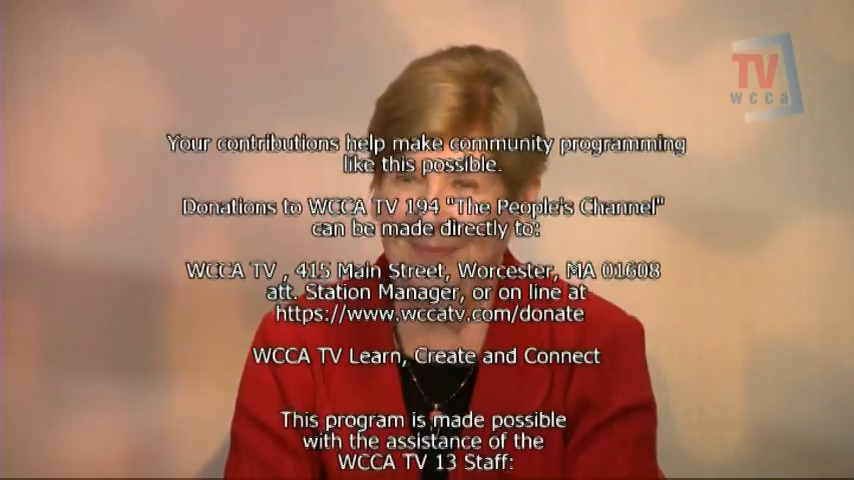 TV
wcca
Your contributions help make community programming
like this possible.
Donations to WCCA TV 194 "The People's Channel"
can be made directly to:
WCCA TV , 415 Main Street, Worcester, MA 01608
att. Station Manager, or on line at
https://www.wccatv.com/donate
WCCA TV Learn, Create and Connect
This program is made possible
with the assistance of the
WCCA TV 13 Staff: